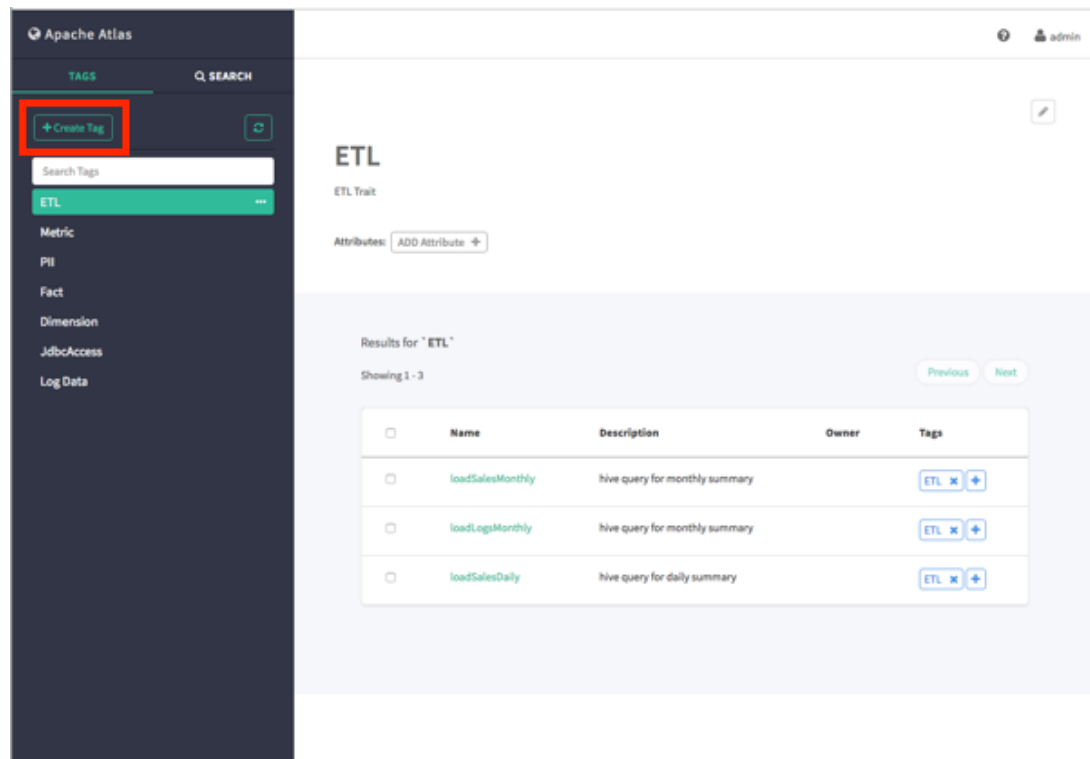 Apache Atlas
admin
TAGS
SEARCH
+ Create Tag
Search Tags
ETL
Metric
PII
Fact
Dimension
JdbcAccess
Log Data
ETL
ETL Trait
Attributes: ADD Attribute +
Results for `ETL`
Showing 1 - 3
Previous Next
Name Description Owner Tags
loadSalesMonthly hive query for monthly summary ETL
loadLogsMonthly hive query for monthly summary ETL
loadSalesDaily hive query for daily summary ETL